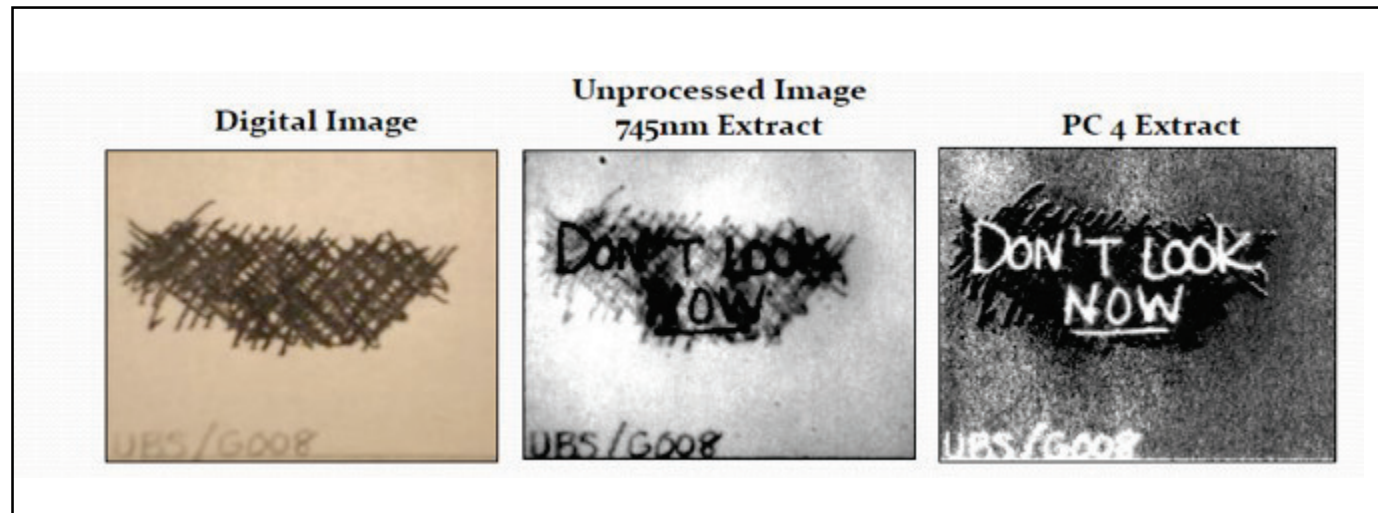 Digital Image
Unprocessed Image
745nm Extract
PC 4 Extract
UBS/G008
DON'T LOOK
NOW
UBS/G008
DON'T LOOK
NOW
UBS/G008